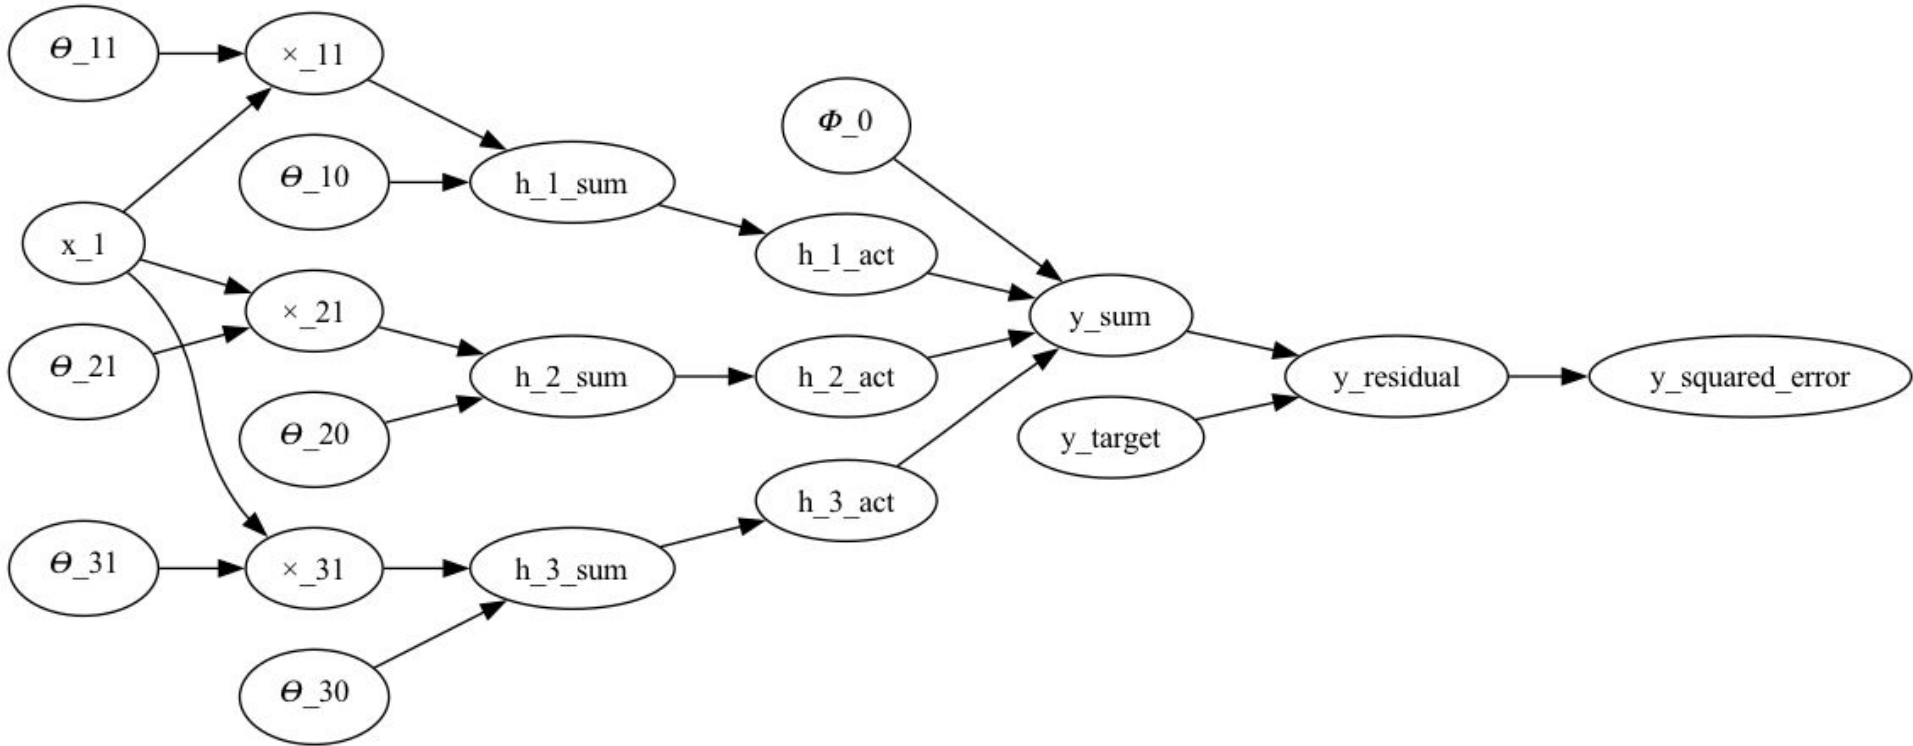 𝜣_11
×_11
𝜱_0
𝜣_10
h_1_sum
x_1
h_1_act
×_21
y_sum
𝜣_21
h_2_sum
h_2_act
y_residual
y_squared_error
𝜣_20
y_target
h_3_act
𝜣_31
×_31
h_3_sum
𝜣_30